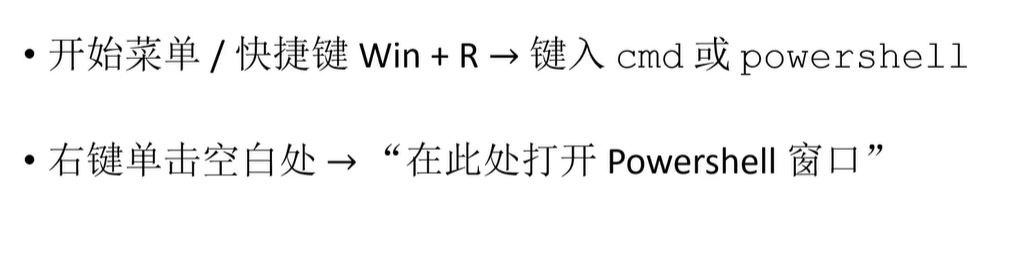 • 开始菜单 / 快捷键 Win + R → 键入 cmd 或 powershell
• 右键单击空白处 → “在此处打开 Powershell 窗口”